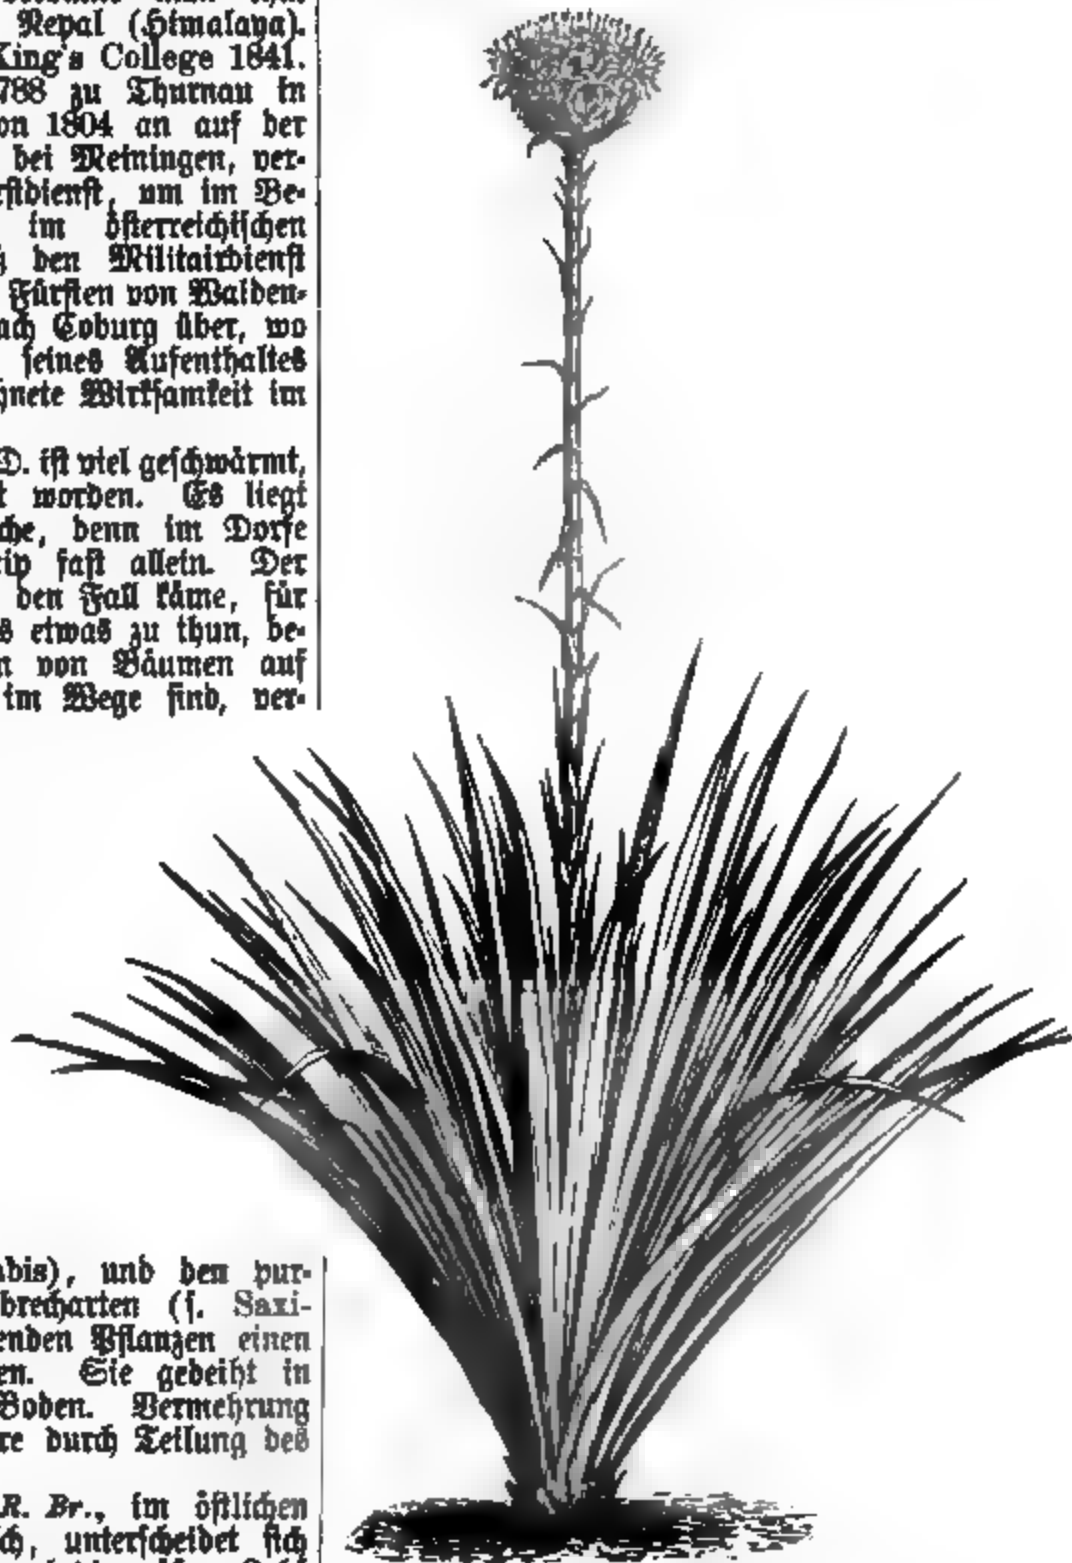 Nepal (Himalaya).
King's College 1841.
788 zu Thurnau in
on 1804 an auf der
bei Meiningen, ver-
rstdienst, um im Be-
im österreichischen
den Militairdienst
Fürsten von Walden-
ach Coburg über, wo
seines Aufenthaltes
hnete Wirksamkeit im
D. ist viel geschwärmt,
t worden. Es liegt
che, denn im Dorfe
cip fast allein. Der
den Fall käme, für
s etwas zu thun, be-
n von Bäumen auf
im Wege sind, ver-
abis), und den pur-
brecharten (s. Saxi-
enden Pflanzen einen
en. Sie gedeiht in
Boden. Vermehrung
re durch Teilung des
R. Br., im östlichen
ch, unterscheidet sich